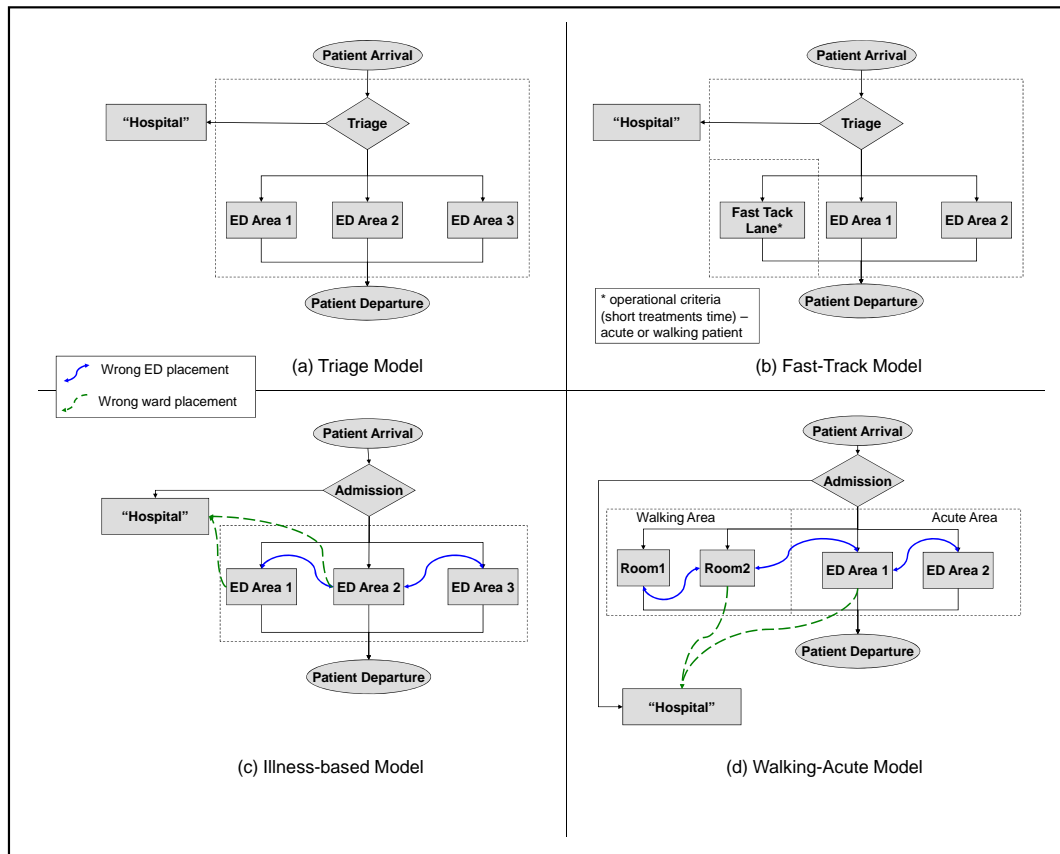 Patient Arrival
Triage
“Hospital”
ED Area 1
ED Area 2
ED Area 3
Patient Departure
(a) Triage Model
Patient Arrival
Triage
“Hospital”
Fast Tack
Lane*
ED Area 1
ED Area 2
Patient Departure
* operational criteria
(short treatments time) –
acute or walking patient
(b) Fast-Track Model
Wrong ED placement
Wrong ward placement
Patient Arrival
Admission
“Hospital”
ED Area 1
ED Area 2
ED Area 3
Patient Departure
(c) Illness-based Model
Patient Arrival
Admission
Walking Area
Acute Area
Room1
Room2
ED Area 1
ED Area 2
Patient Departure
“Hospital”
(d) Walking-Acute Model